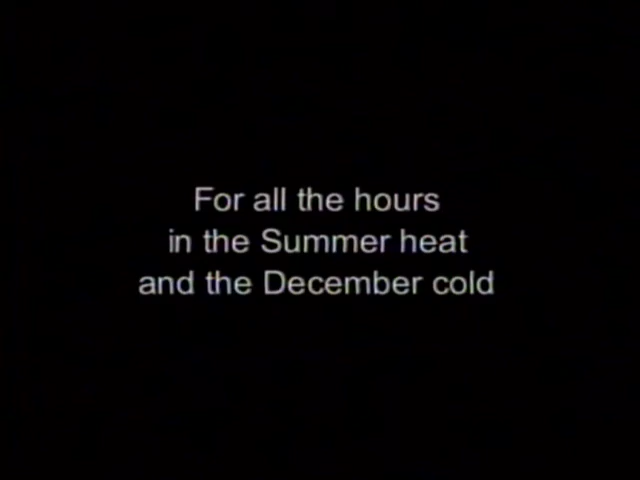 For all the hours
in the Summer heat
and the December cold